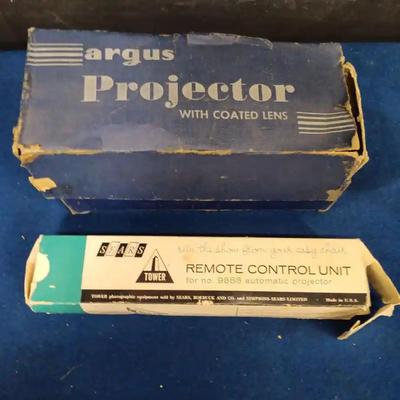 argus
Projector
WITH COATED LENS
SEARS
TOWER
run the show from your easy chair
REMOTE CONTROL UNIT
for no. 9888 automatic projector
TOWER photographic equipment sold by SEARS, ROEBUCK AND CO. and SIMPSONS-SEARS LIMITED
Made in U.S.A.